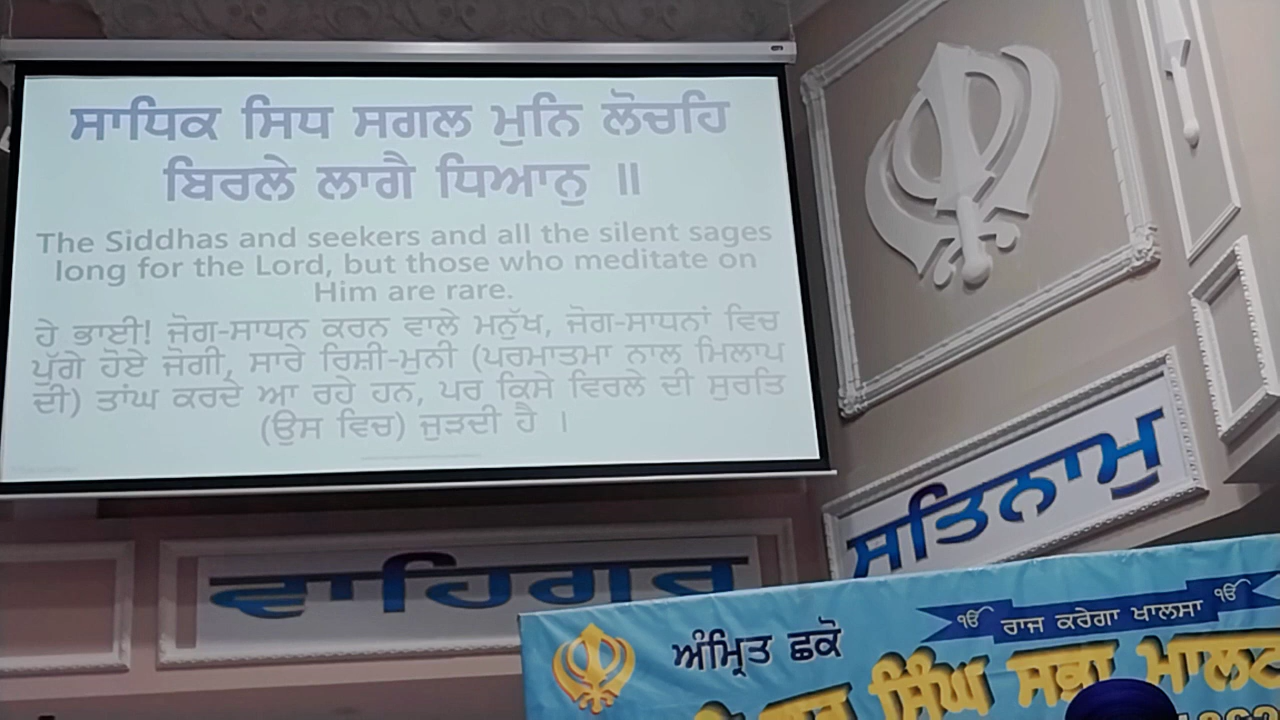 ਸਾਧਿਕ ਸਿਧ ਸਗਲ ਮੁਨਿ ਲੋਚਹਿ
ਬਿਰਲੇ ਲਾਗੈ ਧਿਆਨੁ ॥
The Siddhas and seekers and all the silent sages
long for the Lord, but those who meditate on
Him are rare.
ਹੇ ਭਾਈ! ਜੋਗ-ਸਾਧਨ ਕਰਨ ਵਾਲੇ ਮਨੁੱਖ, ਜੋਗ-ਸਾਧਨਾਂ ਵਿਚ
ਪੁੱਗੇ ਹੋਏ ਜੋਗੀ, ਸਾਰੇ ਰਿਸ਼ੀ-ਮੁਨੀ (ਪਰਮਾਤਮਾ ਨਾਲ ਮਿਲਾਪ
ਦੀ) ਤਾਂਘ ਕਰਦੇ ਆ ਰਹੇ ਹਨ, ਪਰ ਕਿਸੇ ਵਿਰਲੇ ਦੀ ਸੁਰਤਿ
(ਉਸ ਵਿਚ) ਜੁੜਦੀ ਹੈ ।
ਸਤਿਨਾਮੁ
ਵਾਹਿਗੁਰ
ੴ ਰਾਜ ਕਰੇਗਾ ਖਾਲਸਾ ੴ
ਅੰਮ੍ਰਿਤ ਛਕੋ
ਸਿੰਘ ਸਭਾ ਮਾਲਟ